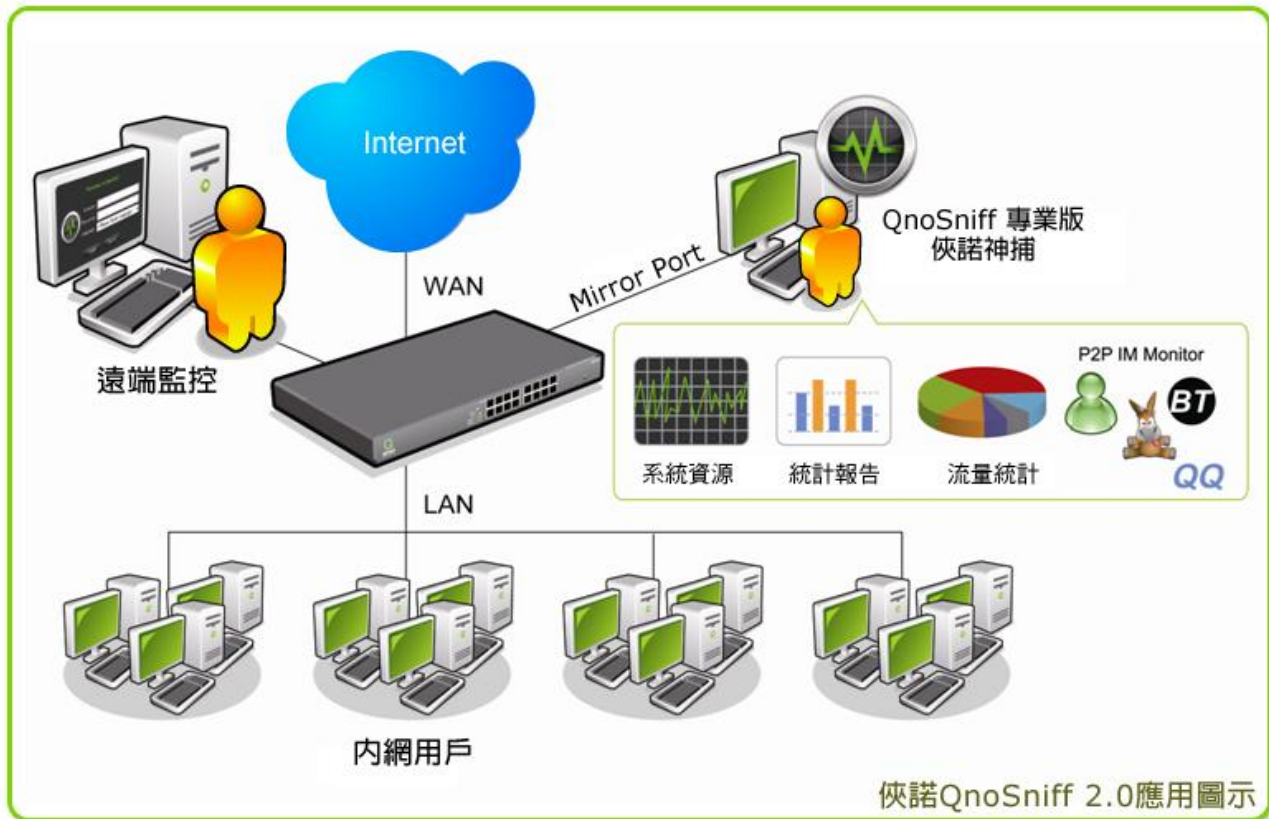 Internet
QnoSniff 專業版
俠諾神捕
WAN
Mirror Port
遠端監控
P2P IM Monitor
BT
QQ
系統資源
統計報告
流量統計
LAN
内網用戶
俠諾QnoSniff 2.0應用圖示